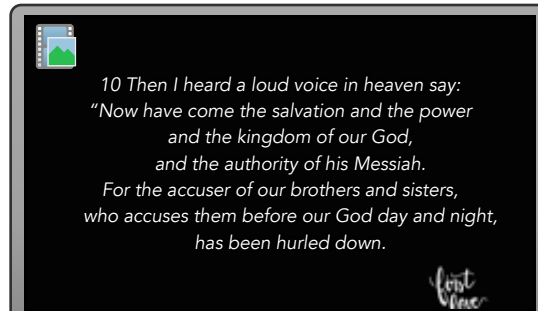 10 Then I heard a loud voice in heaven say:
“Now have come the salvation and the power
and the kingdom of our God,
and the authority of his Messiah.
For the accuser of our brothers and sisters,
who accuses them before our God day and night,
has been hurled down.
first
love